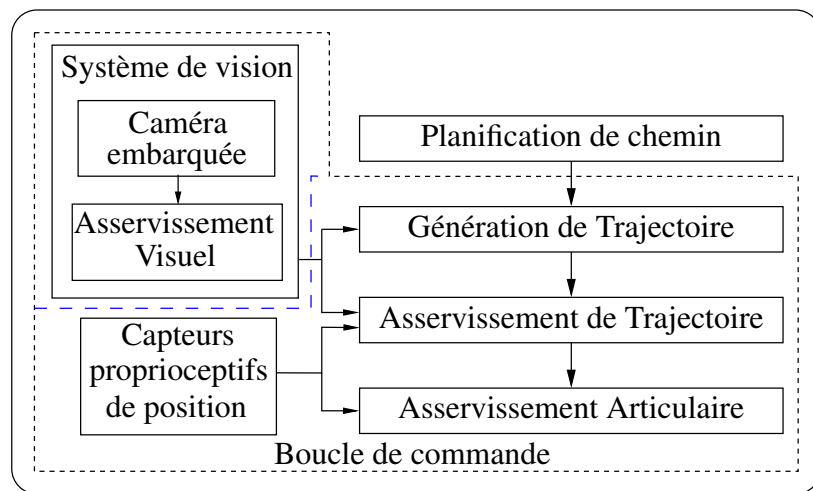 Système de vision
Caméra
embarquée
Asservissement
Visuel
Planification de chemin
Génération de Trajectoire
Asservissement de Trajectoire
Capteurs
proprioceptifs
de position
Asservissement Articulaire
Boucle de commande